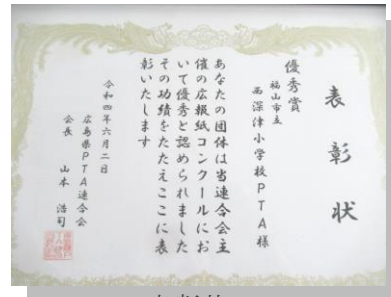 表彰状
優秀賞
福山市立
西深津小学校PTA様
あなたの団体は当連合会主
催の広報紙コンクールにお
いて優秀と認められました
その功績をたたえここに表
彰いたします
令和四年六月二日
広島県PTA連合会
会長 山本 浩司